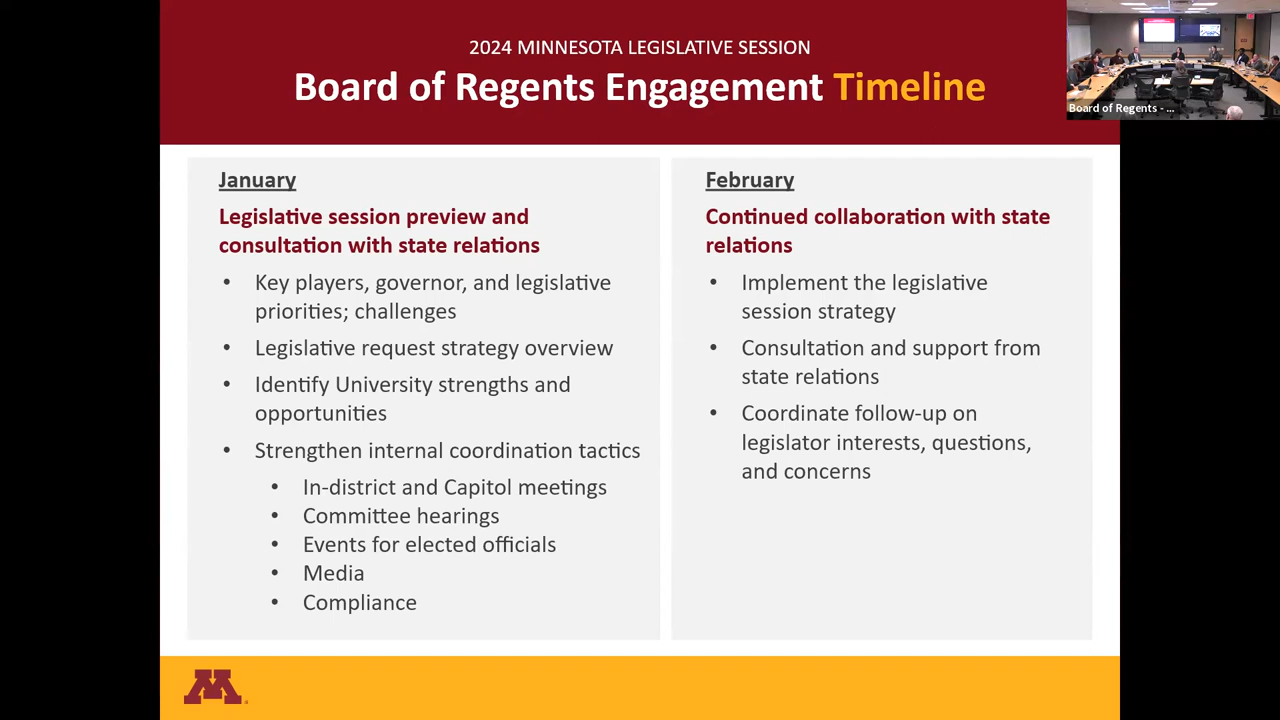 2024 MINNESOTA LEGISLATIVE SESSION
Board of Regents Engagement Timeline
Board of Regents - ...
January
Legislative session preview and
consultation with state relations
• Key players, governor, and legislative
priorities; challenges
• Legislative request strategy overview
• Identify University strengths and
opportunities
• Strengthen internal coordination tactics
• In-district and Capitol meetings
• Committee hearings
• Events for elected officials
• Media
• Compliance
February
Continued collaboration with state
relations
• Implement the legislative
session strategy
• Consultation and support from
state relations
• Coordinate follow-up on
legislator interests, questions,
and concerns
M